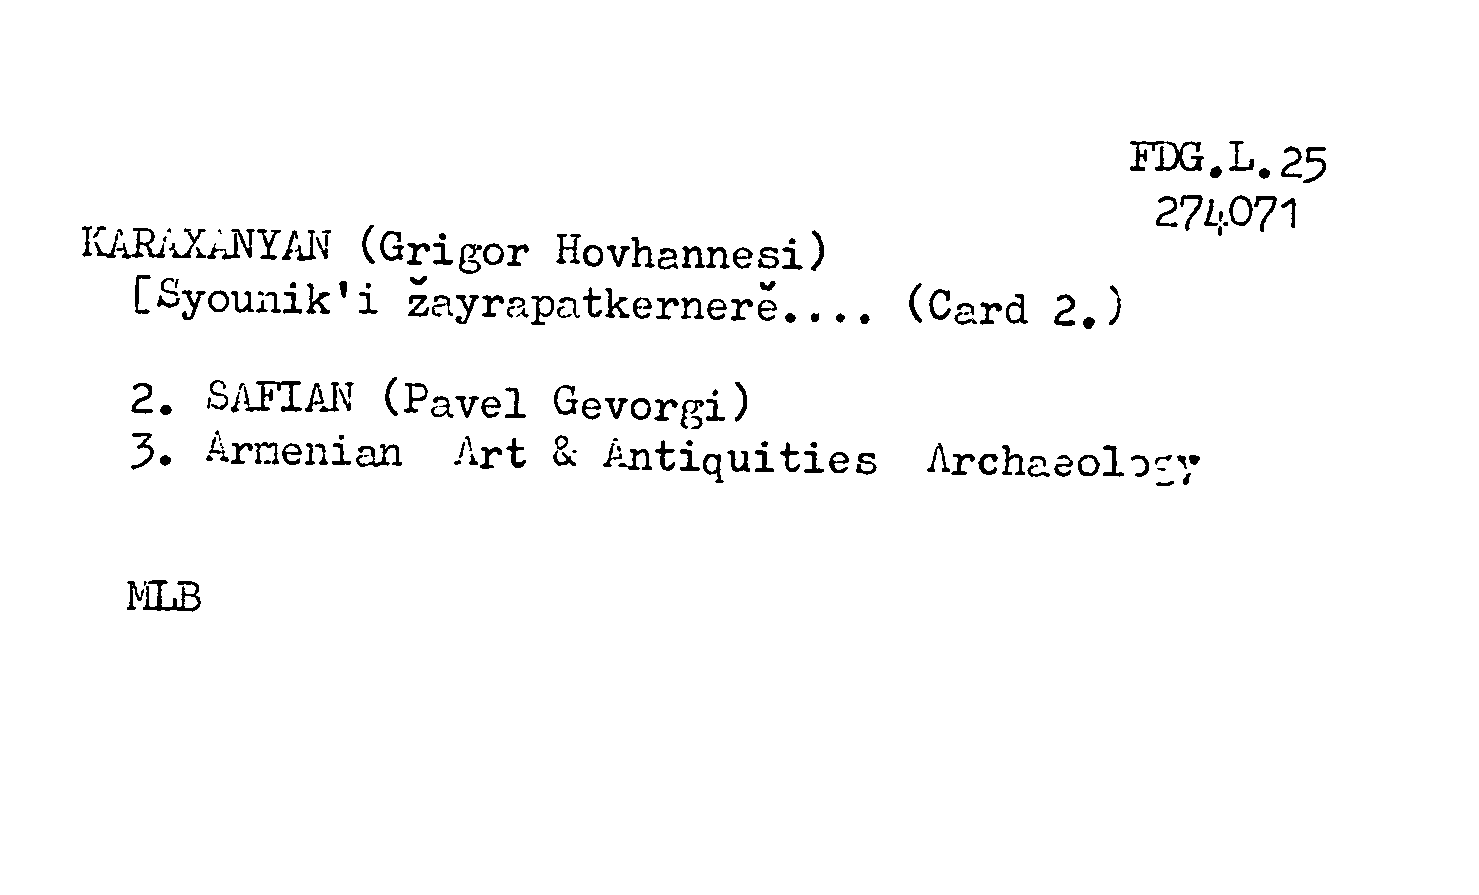 FDG.L.25
274071
KARAXANYAN (Grigor Hovhannesi)
[Syounik'i žayrapatkernerě.... (Card 2.)
2. SAFIAN (Pavel Gevorgi)
3. Armenian Art & Antiquities Archaeology
MLB